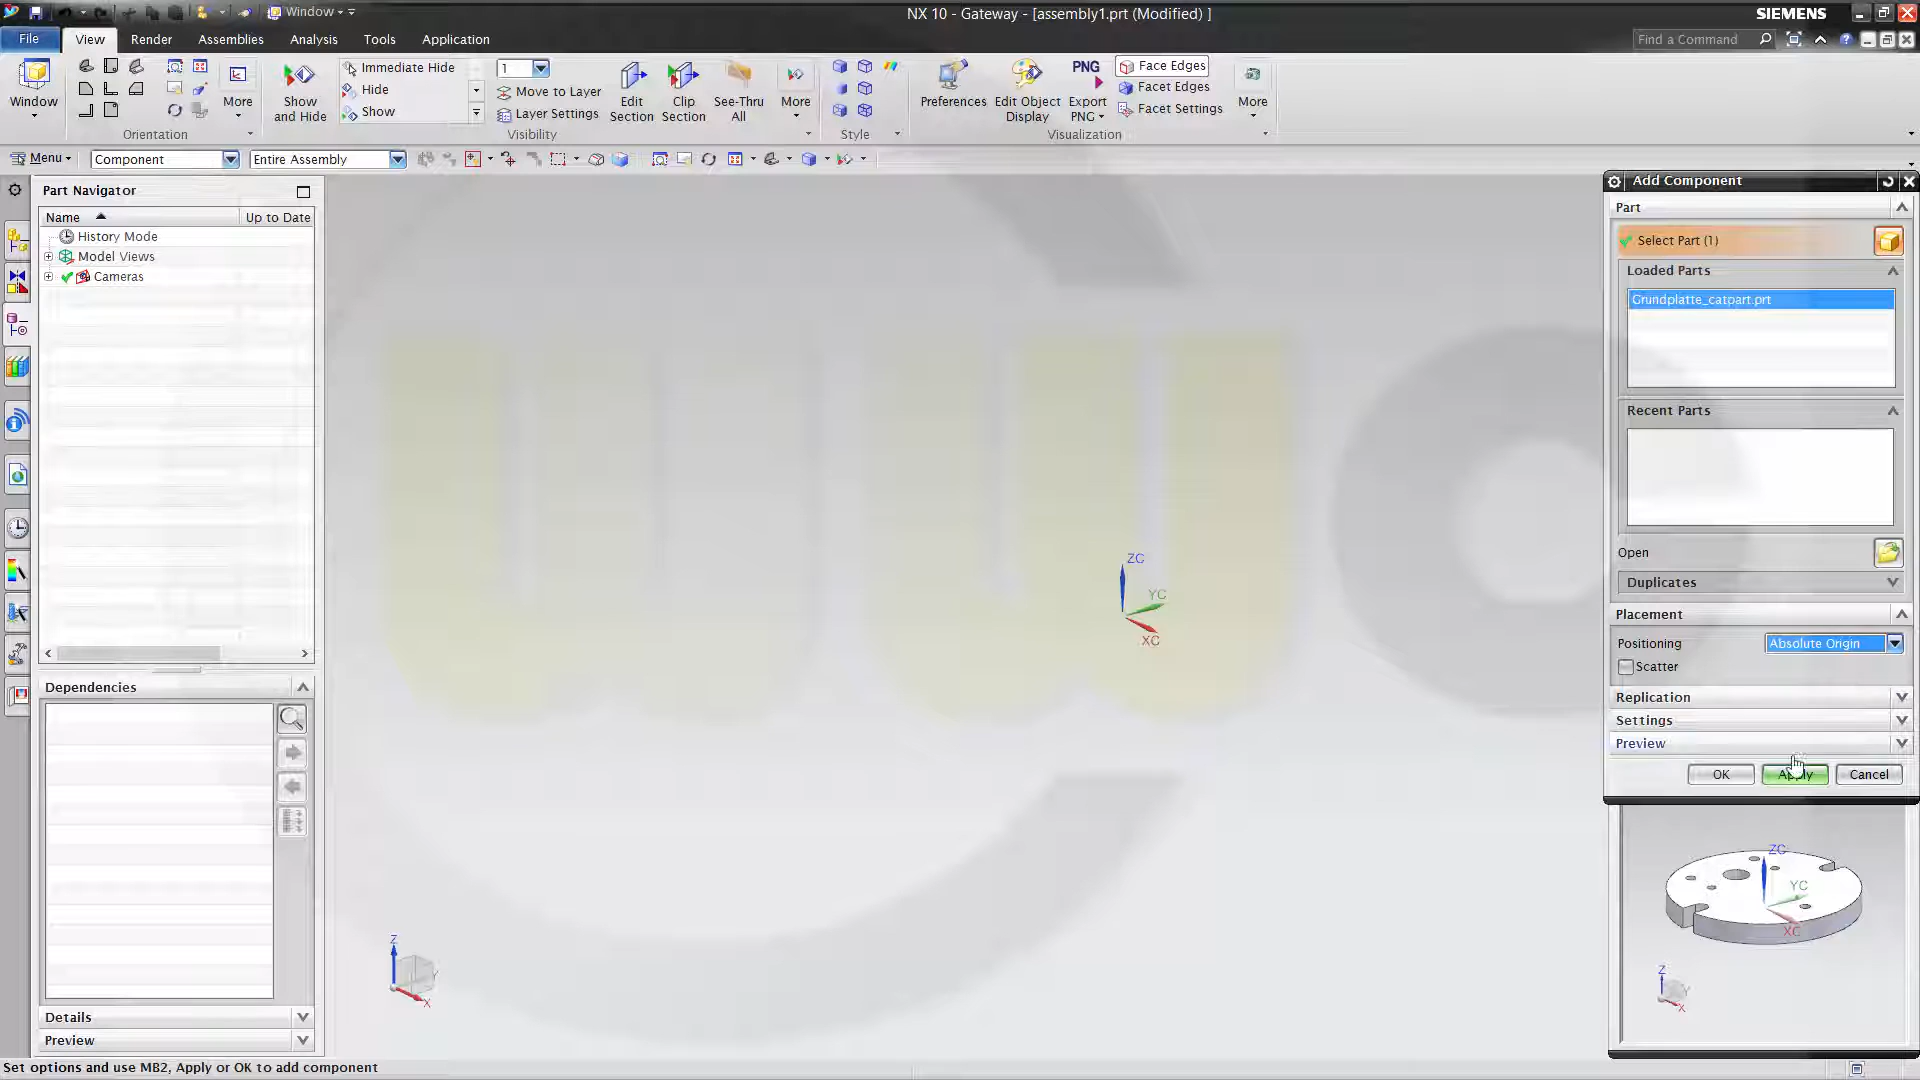 Window
NX 10 - Gateway - [assembly1.prt (Modified) ]
SIEMENS
File
View
Render
Assemblies
Analysis
Tools
Application
Find a Command
Window
More
Orientation
Show and Hide
Immediate Hide
Hide
Show
1
Move to Layer
Layer Settings
Edit Section
Clip Section
See-Thru All
More
Visibility
Style
Preferences
Edit Object Display
PNG
Export PNG
Face Edges
Facet Edges
Facet Settings
More
Visualization
Menu
Component
Entire Assembly
Part Navigator
Name
Up to Date
History Mode
Model Views
Cameras
Dependencies
Details
Preview
ZC
YC
XC
Z
Y
X
Add Component
Part
Select Part (1)
Loaded Parts
Grundplatte_catpart.prt
Recent Parts
Open
Duplicates
Placement
Positioning
Absolute Origin
Scatter
Replication
Settings
Preview
OK
Apply
Cancel
ZC
YC
XC
Z
Y
X
Set options and use MB2, Apply or OK to add component